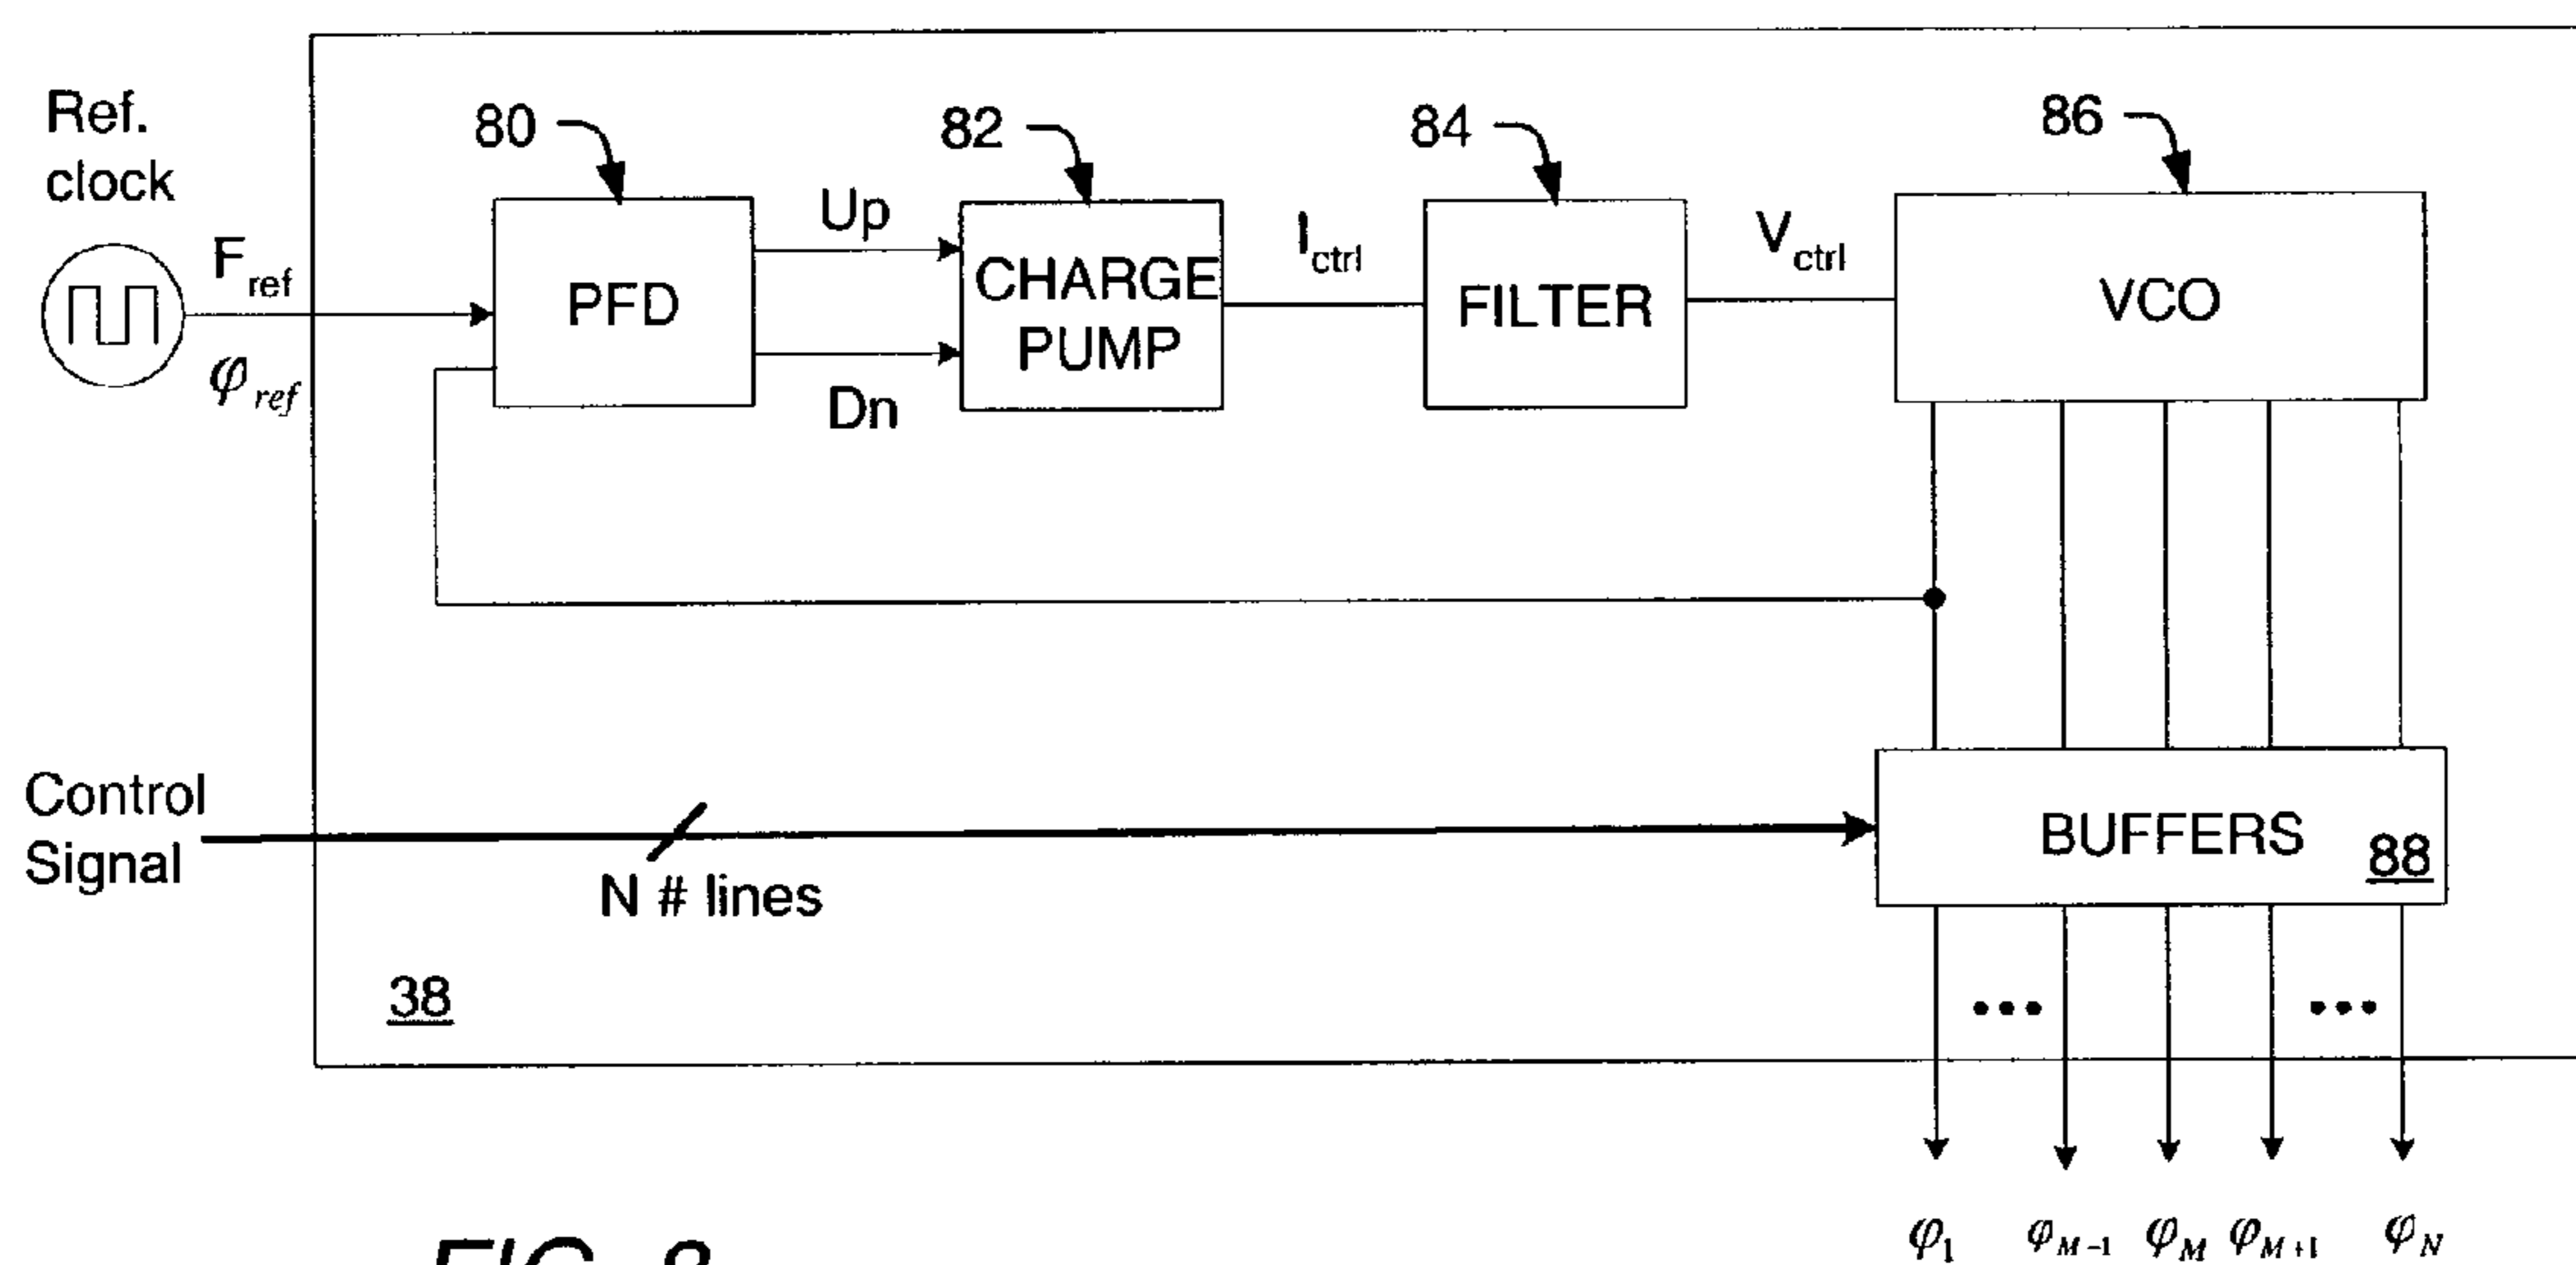 Ref.
clock
F_ref
φ_ref
80
82
84
86
PFD
Up
Dn
CHARGE
PUMP
I_ctrl
FILTER
V_ctrl
VCO
Control
Signal
N # lines
BUFFERS
88
38
•••
•••
φ_1
φ_M-1
φ_M
φ_M+1
φ_N